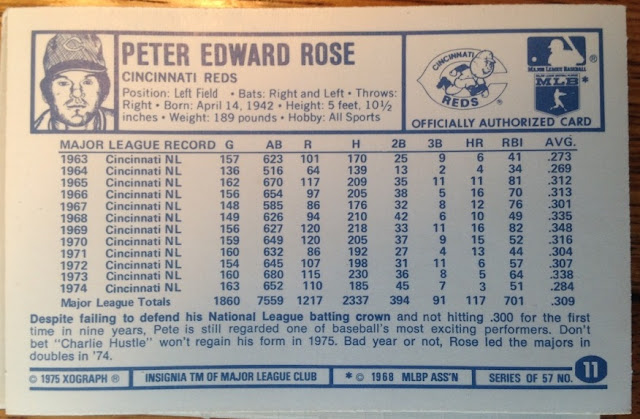 PETER EDWARD ROSE
CINCINNATI REDS
Position: Left Field • Bats: Right and Left • Throws:
Right • Born: April 14, 1942 • Height: 5 feet, 10½
inches • Weight: 189 pounds • Hobby: All Sports
CINCINNATI
REDS ®
MAJOR LEAGUE BASEBALL ®
MLB *
OFFICIALLY AUTHORIZED CARD
MAJOR LEAGUE RECORD G AB R H 2B 3B HR RBI AVG.
1963 Cincinnati NL 157 623 101 170 25 9 6 41 .273
1964 Cincinnati NL 136 516 64 139 13 2 4 34 .269
1965 Cincinnati NL 162 670 117 209 35 11 11 81 .312
1966 Cincinnati NL 156 654 97 205 38 5 16 70 .313
1967 Cincinnati NL 148 585 86 176 32 8 12 76 .301
1968 Cincinnati NL 149 626 94 210 42 6 10 49 .335
1969 Cincinnati NL 156 627 120 218 33 11 16 82 .348
1970 Cincinnati NL 159 649 120 205 37 9 15 52 .316
1971 Cincinnati NL 160 632 86 192 27 4 13 44 .304
1972 Cincinnati NL 154 645 107 198 31 11 6 57 .307
1973 Cincinnati NL 160 680 115 230 36 8 5 64 .338
1974 Cincinnati NL 163 652 110 185 45 7 3 51 .284
Major League Totals 1860 7559 1217 2337 394 91 117 701 .309
Despite failing to defend his National League batting crown and not hitting .300 for the first
time in nine years, Pete is still regarded one of baseball's most exciting performers. Don't
bet "Charlie Hustle" won't regain his form in 1975. Bad year or not, Rose led the majors in
doubles in '74.
© 1975 XOGRAPH ® INSIGNIA TM OF MAJOR LEAGUE CLUB * © 1968 MLBP ASS'N SERIES OF 57 NO. 11